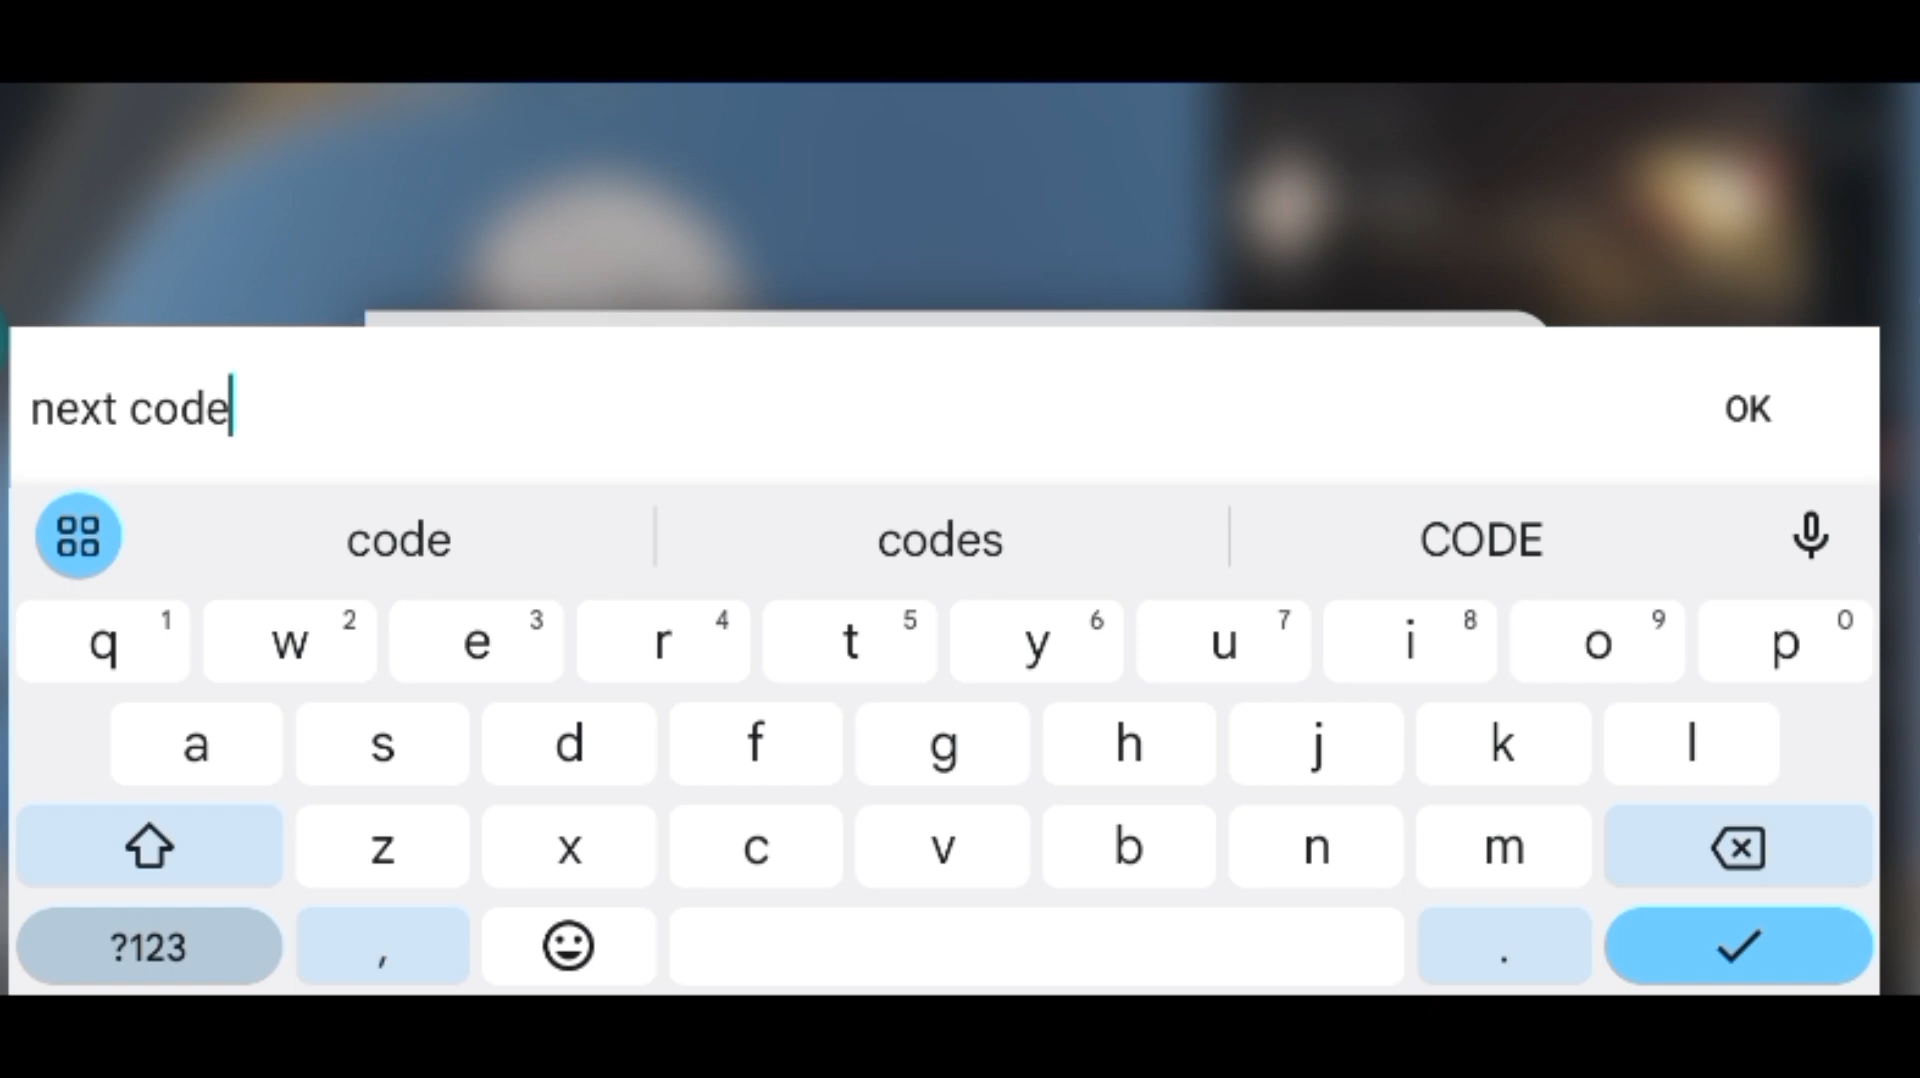 next code
OK
code codes CODE
q 1 w 2 e 3 r 4 t 5 y 6 u 7 i 8 o 9 p 0
a s d f g h j k l
z x c v b n m
?123 , .